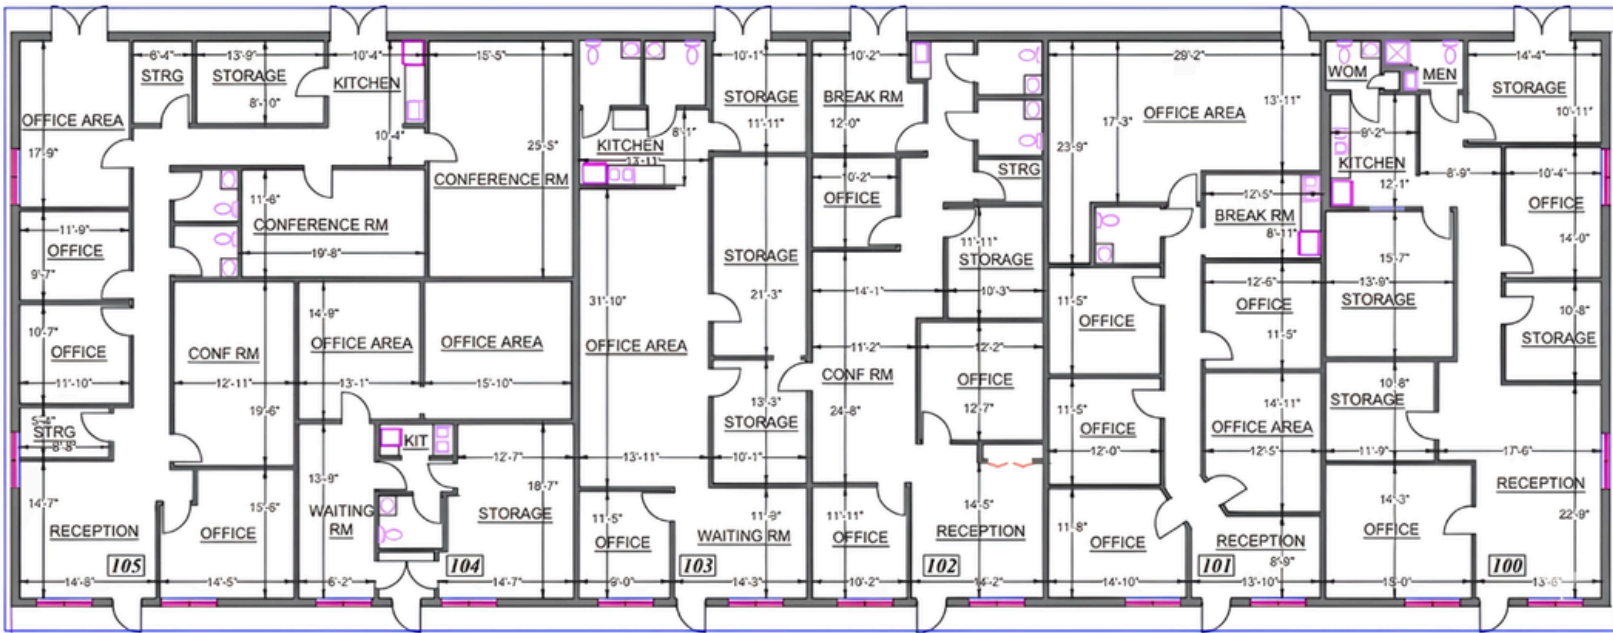 6'-4"
STRG
13'-9"
STORAGE
8'-10"
10'-4"
KITCHEN
10'-4"
15'-5"
25'-5"
CONFERENCE RM
OFFICE AREA
17'-9"
11'-6"
CONFERENCE RM
19'-8"
11'-9"
OFFICE
9'-7"
10'-7"
OFFICE
11'-10"
STRG
8'-8"
14'-7"
RECEPTION
14'-8"
105
CONF RM
12'-11"
19'-6"
15'-6"
OFFICE
14'-5"
14'-9"
OFFICE AREA
13'-1"
OFFICE AREA
15'-10"
13'-9"
WAITING
RM
6'-2"
KIT
12'-7"
18'-7"
STORAGE
104
14'-7"
KITCHEN
13'-11"
8'-1"
10'-1"
STORAGE
11'-11"
31'-10"
OFFICE AREA
13'-11"
STORAGE
21'-3"
13'-3"
STORAGE
10'-1"
11'-5"
OFFICE
9'-0"
WAITING RM
103
14'-3"
10'-2"
BREAK RM
12'-0"
10'-2"
OFFICE
STRG
11'-11"
STORAGE
10'-3"
14'-1"
11'-2"
CONF RM
24'-8"
12'-2"
OFFICE
12'-7"
11'-11"
OFFICE
10'-2"
14'-5"
RECEPTION
102
14'-2"
29'-2"
13'-11"
OFFICE AREA
17'-3"
23'-9"
12'-5"
BREAK RM
8'-11"
11'-5"
OFFICE
12'-6"
OFFICE
11'-5"
11'-5"
OFFICE
12'-0"
14'-11"
OFFICE AREA
12'-5"
11'-8"
OFFICE
14'-10"
RECEPTION
8'-9"
101
13'-10"
WOM
MEN
14'-4"
STORAGE
10'-11"
9'-2"
KITCHEN
12'-1"
8'-9"
10'-4"
OFFICE
14'-0"
15'-7"
13'-9"
STORAGE
10'-8"
STORAGE
10'-8"
STORAGE
11'-9"
17'-6"
RECEPTION
22'-9"
14'-3"
OFFICE
15'-0"
100
13'-6"